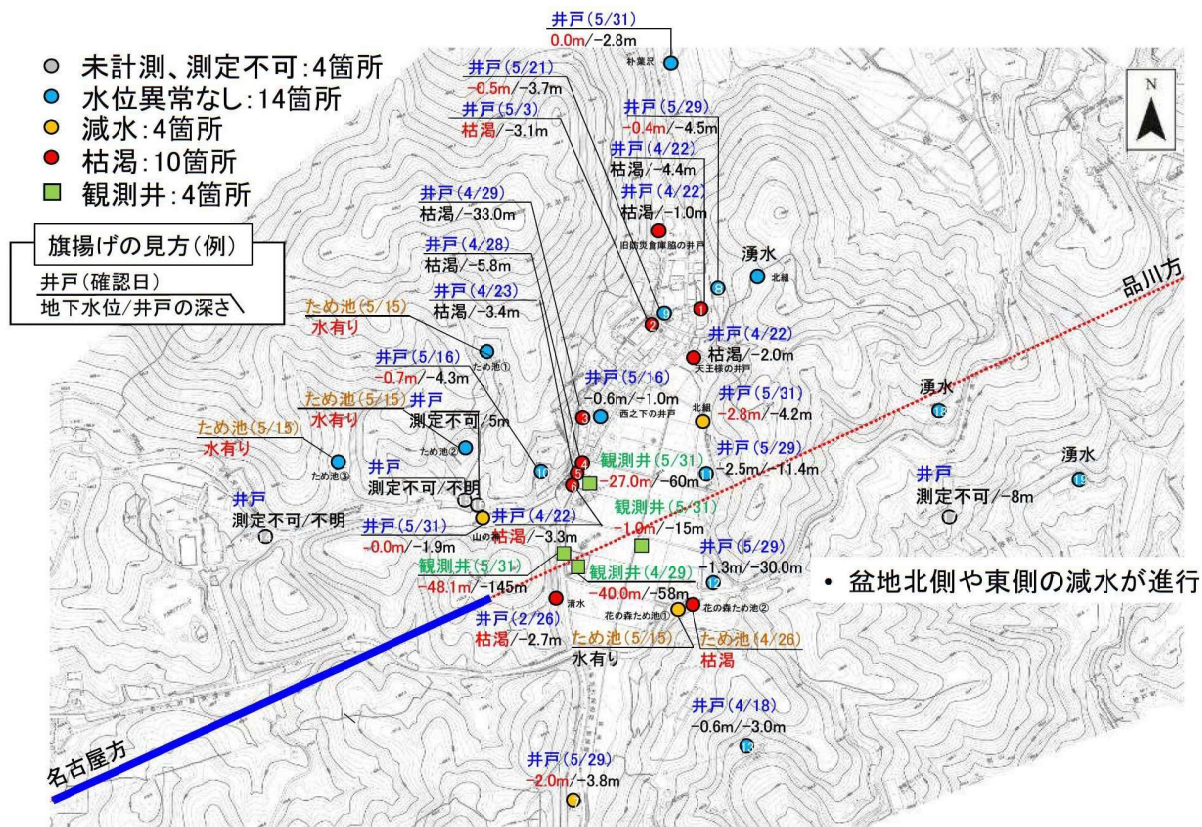 未計測、測定不可：4箇所
水位異常なし：14箇所
減水：4箇所
枯渇：10箇所
観測井：4箇所
旗揚げの見方(例)
井戸(確認日)
地下水位/井戸の深さ
N
井戸(5/31)
0.0m/-2.8m
朴葉沢
井戸(5/21)
-0.5m/-3.7m
井戸(5/3)
枯渇/-3.1m
井戸(5/29)
-0.4m/-4.5m
井戸(4/22)
枯渇/-4.4m
井戸(4/22)
枯渇/-1.0m
旧防災倉庫脇の井戸
井戸(4/29)
枯渇/-33.0m
井戸(4/28)
枯渇/-5.8m
井戸(4/23)
枯渇/-3.4m
湧水
北組
8
1
9
2
品川方
ため池(5/15)
水有り
ため池①
井戸(4/22)
枯渇/-2.0m
天王様の井戸
井戸(5/16)
-0.7m/-4.3m
井戸(5/16)
-0.6m/-1.0m
西之下の井戸
3
井戸(5/31)
-2.8m/-4.2m
北組
湧水
18
ため池(5/15)
水有り
ため池②
井戸
測定不可/5m
ため池(5/15)
水有り
ため池③
井戸(5/29)
-2.5m/-11.4m
11
湧水
19
10
4
5
6
観測井(5/31)
-27.0m/-60m
井戸
測定不可/不明
井戸
測定不可/不明
観測井(5/31)
-1.0m/-15m
井戸
測定不可/-8m
井戸(4/22)
枯渇/-3.3m
井戸(5/31)
-0.0m/-1.9m
観測井(5/31)
-48.1m/-145m
観測井(4/29)
-40.0m/-58m
井戸(5/29)
-1.3m/-30.0m
12
・ 盆地北側や東側の減水が進行
清水
井戸(2/26)
枯渇/-2.7m
花の森ため池①
花の森ため池②
ため池(5/15)
水有り
ため池(4/26)
枯渇
井戸(4/18)
-0.6m/-3.0m
13
名古屋方
井戸(5/29)
-2.0m/-3.8m